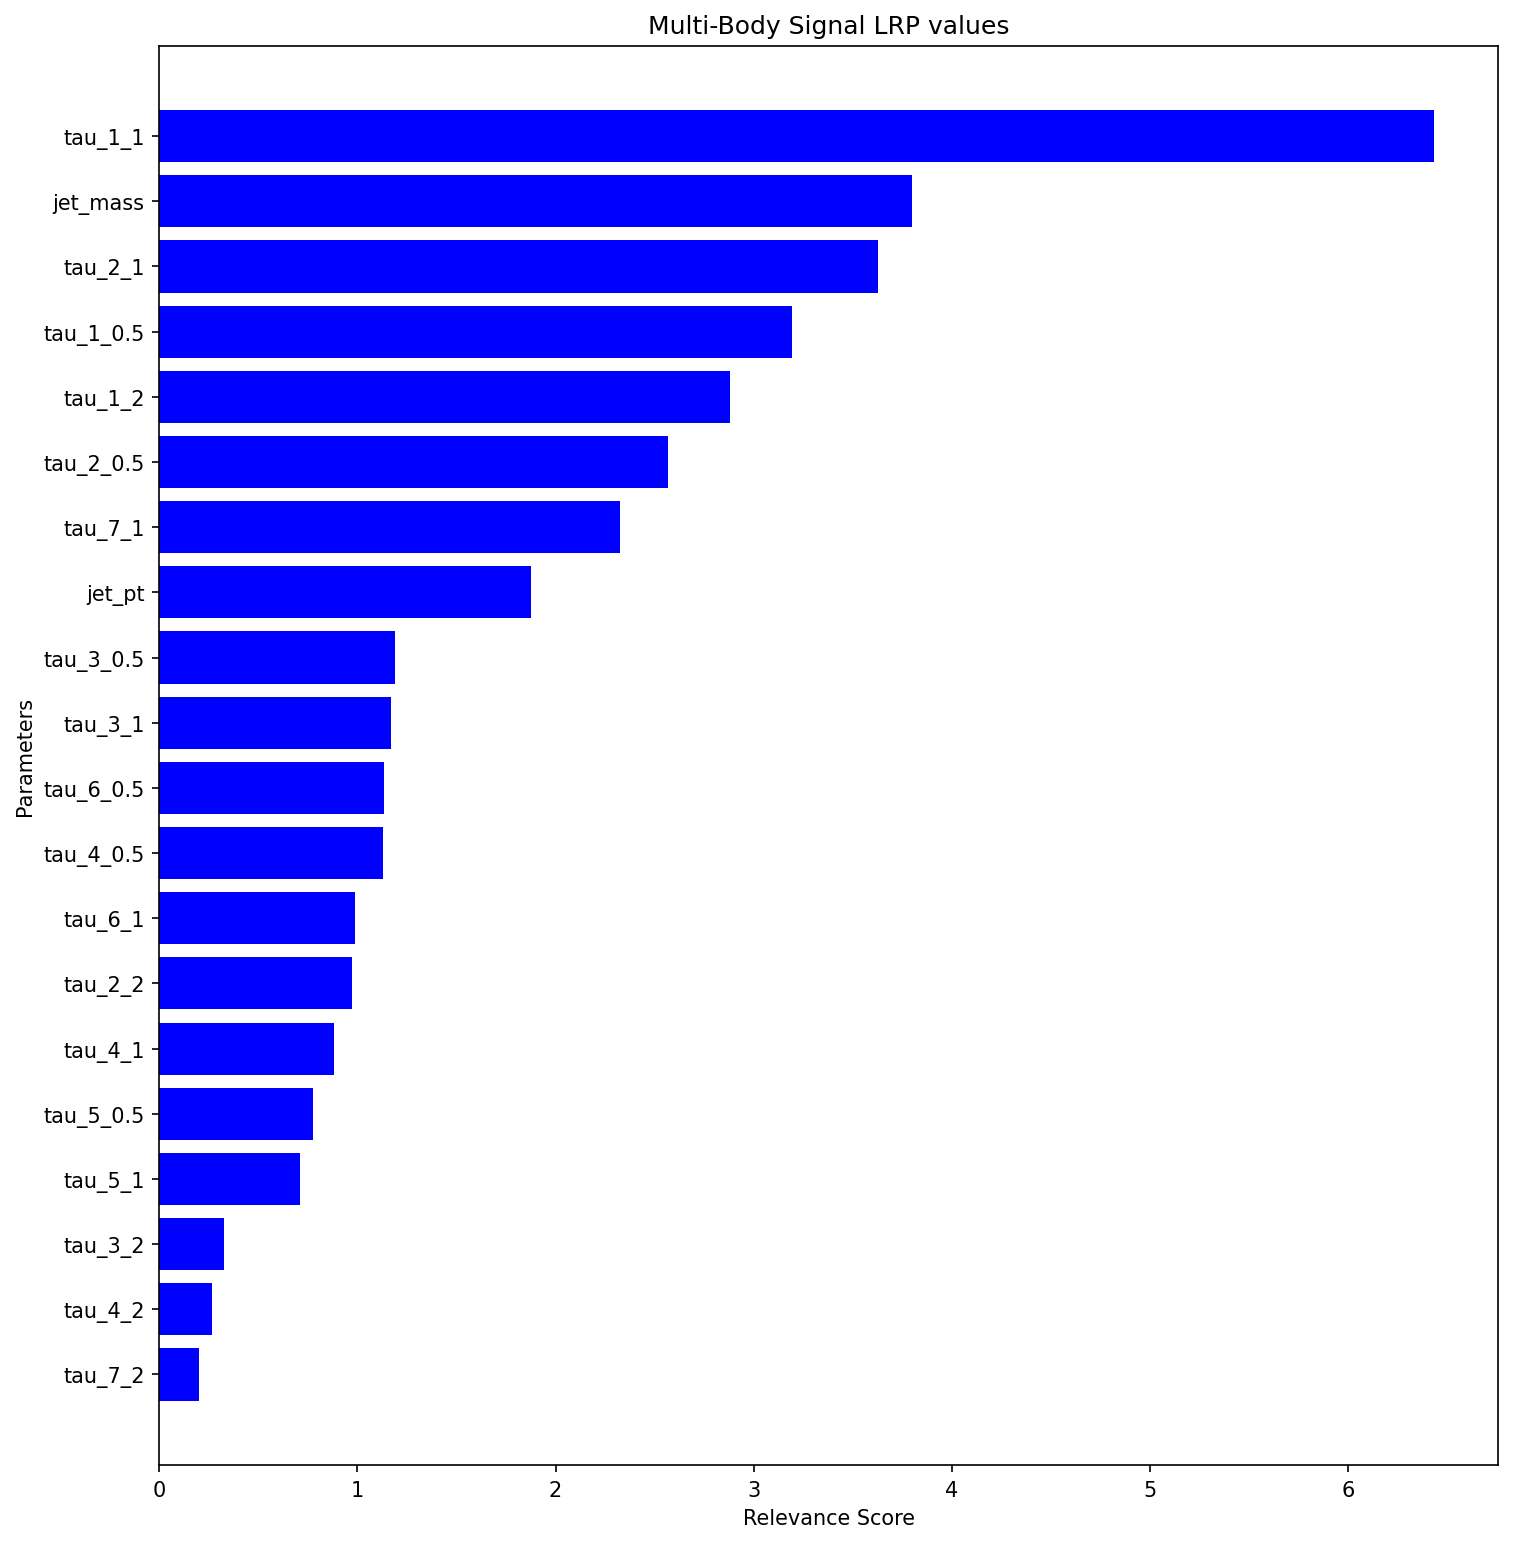 Multi-Body Signal LRP values
Parameters
tau_1_1
jet_mass
tau_2_1
tau_1_0.5
tau_1_2
tau_2_0.5
tau_7_1
jet_pt
tau_3_0.5
tau_3_1
tau_6_0.5
tau_4_0.5
tau_6_1
tau_2_2
tau_4_1
tau_5_0.5
tau_5_1
tau_3_2
tau_4_2
tau_7_2
0 1 2 3 4 5 6
Relevance Score